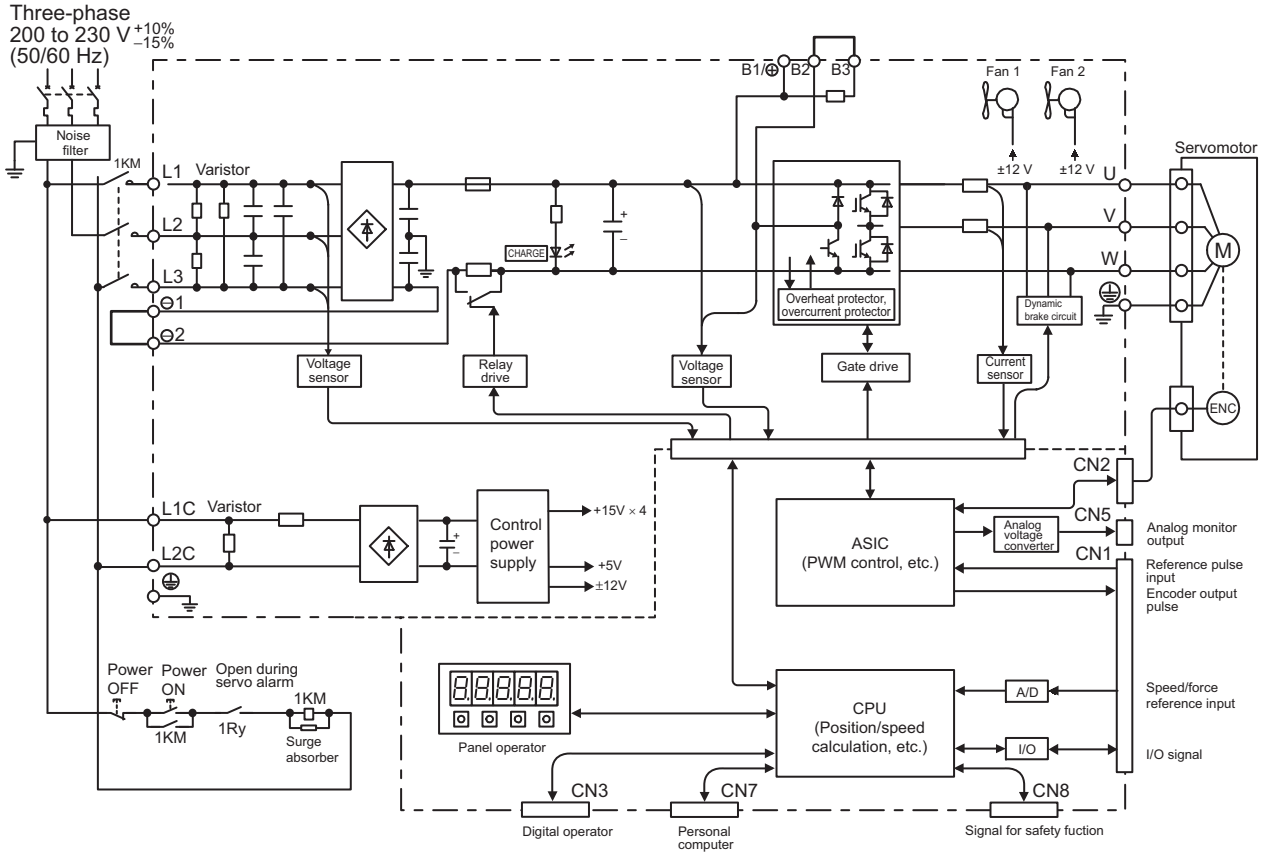 Three-phase
200 to 230 V +10% −15%
(50/60 Hz)
B1/⊕ B2 B3
Fan 1 Fan 2
Noise
filter
1KM
L1 Varistor
±12 V ±12 V
Servomotor
U
L2
V
+
–
CHARGE
M
L3
W
⊖1
Overheat protector,
overcurrent protector
Dynamic
brake circuit
⊖2
Voltage
sensor
Relay
drive
Voltage
sensor
Gate drive
Current
sensor
ENC
CN2
L1C Varistor
+15V × 4
Control
power
supply
+
–
ASIC
(PWM control, etc.)
Analog
voltage
converter
CN5
Analog monitor
output
L2C
+5V
±12V
CN1
Reference pulse
input
Encoder output
pulse
Power
OFF
Power
ON
Open during
servo alarm
1KM
1KM
1Ry
Surge
absorber
8.8.8.8.8.
Panel operator
CPU
(Position/speed
calculation, etc.)
A/D
Speed/force
reference input
I/O
I/O signal
CN3 CN7 CN8
Digital operator
Personal
computer
Signal for safety fuction